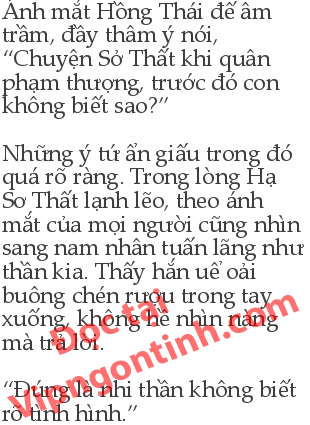 Ánh mắt Hồng Thái đế âm
trầm, đầy thâm ý nói,
“Chuyện Sở Thất khi quân
phạm thượng, trước đó con
không biết sao?”
Những ý tứ ẩn giấu trong đó
quá rõ ràng. Trong lòng Hạ
Sơ Thất lạnh lẽo, theo ánh
mắt của mọi người cũng nhìn
sang nam nhân tuấn lãng như
thần kia. Thấy hắn uể oải
buông chén rượu trong tay
xuống, không hề nhìn nàng
mà trả lời.
“Đúng là nhi thần không biết
rõ tình hình.”
Đọc tại
Vipngontinh.com